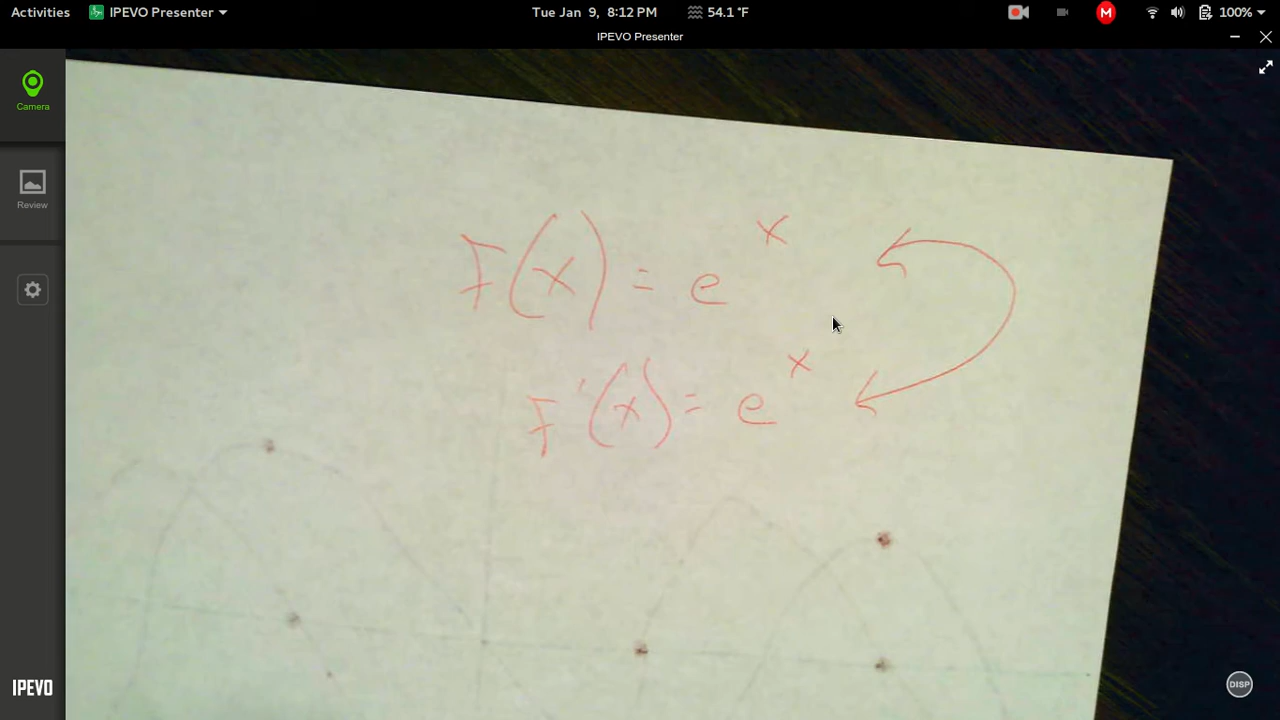 Activities IPEVO Presenter Tue Jan 9, 8:12 PM 54.1 °F M 100%
IPEVO Presenter
Camera
Review
F(x) = e^x
F'(x) = e^x
IPEVO
DISP